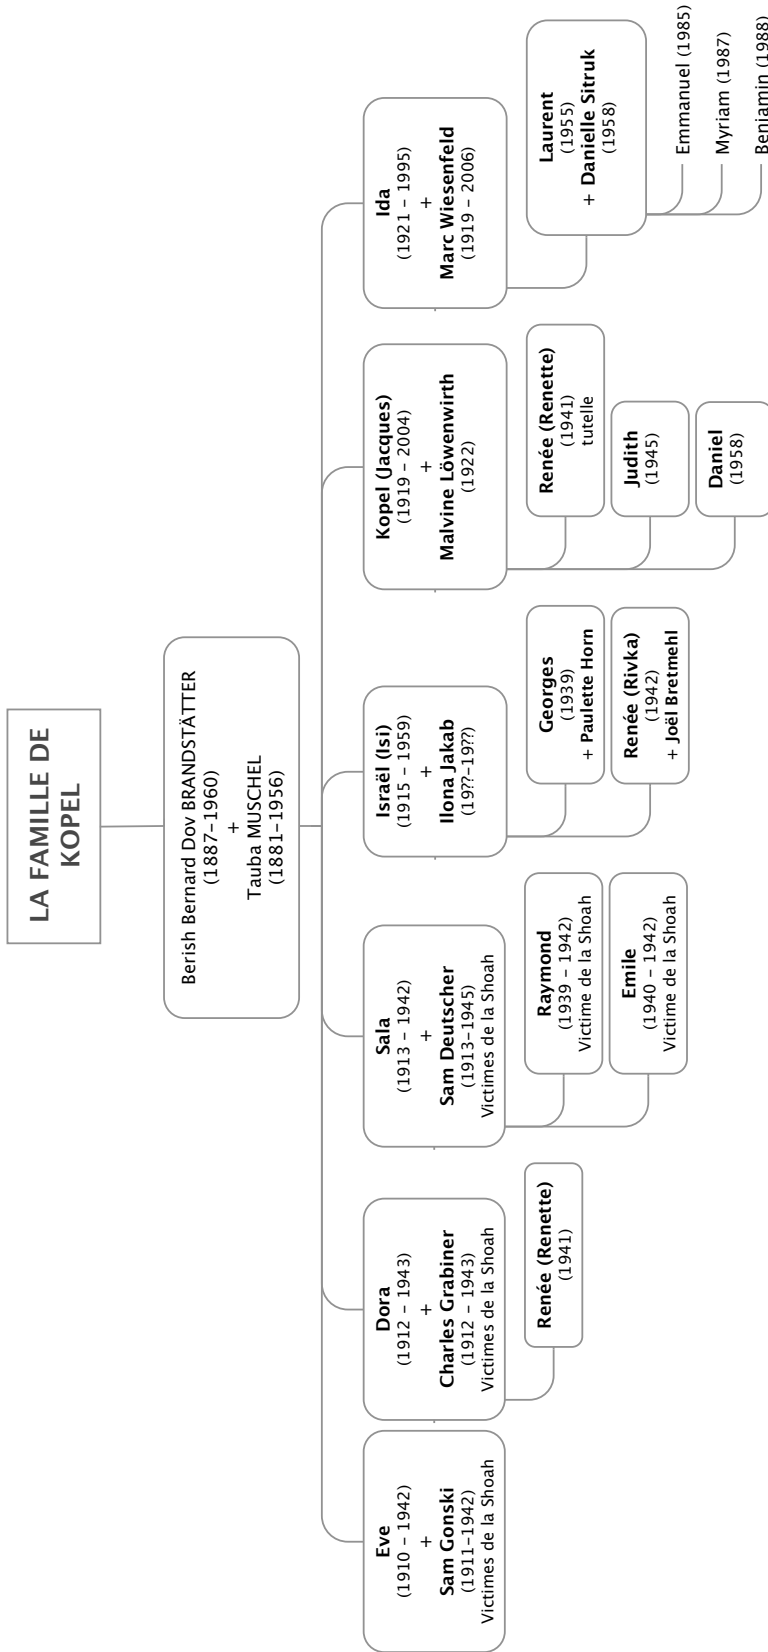 LA FAMILLE DE
KOPEL
Berish Bernard Dov BRANDSTÄTTER
(1887–1960)
+
Tauba MUSCHEL
(1881–1956)
Eve
(1910 – 1942)
+
Sam Gonski
(1911–1942)
Victimes de la Shoah
Dora
(1912 – 1943)
+
Charles Grabiner
(1912 – 1943)
Victimes de la Shoah
Renée (Renette)
(1941)
Sala
(1913 – 1942)
+
Sam Deutscher
(1913–1945)
Victimes de la Shoah
Raymond
(1939 – 1942)
Victime de la Shoah
Emile
(1940 – 1942)
Victime de la Shoah
Israël (Isi)
(1915 – 1959)
+
Ilona Jakab
(19??–19??)
Georges
(1939)
+ Paulette Horn
Renée (Rivka)
(1942)
+ Joël Bretmehl
Kopel (Jacques)
(1919 – 2004)
+
Malvine Löwenwirth
(1922)
Renée (Renette)
(1941)
tutelle
Judith
(1945)
Daniel
(1958)
Ida
(1921 – 1995)
+
Marc Wiesenfeld
(1919 – 2006)
Laurent
(1955)
+ Danielle Sitruk
(1958)
Emmanuel (1985)
Myriam (1987)
Benjamin (1988)